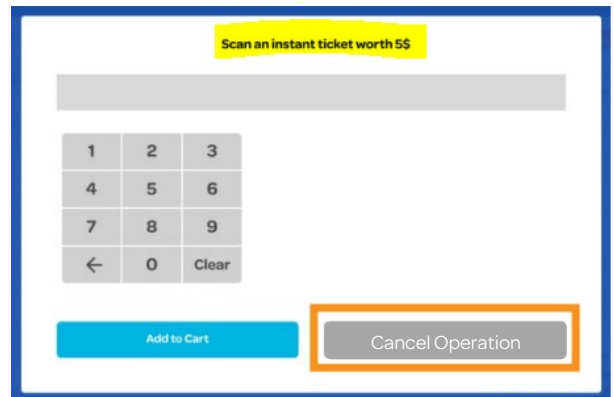 Scan an instant ticket worth 5$
1 2 3
4 5 6
7 8 9
← 0 Clear
Add to Cart Cancel Operation